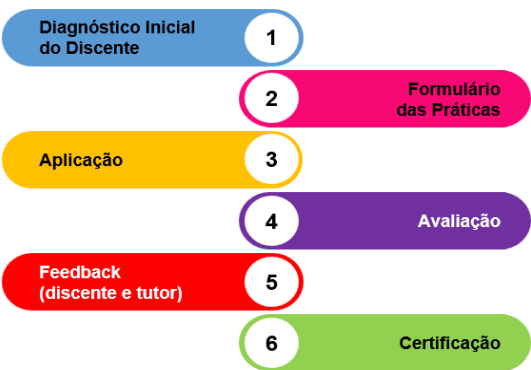 Diagnóstico Inicial
do Discente
1
2
Formulário
das Práticas
Aplicação
3
4
Avaliação
Feedback
(discente e tutor)
5
6
Certificação